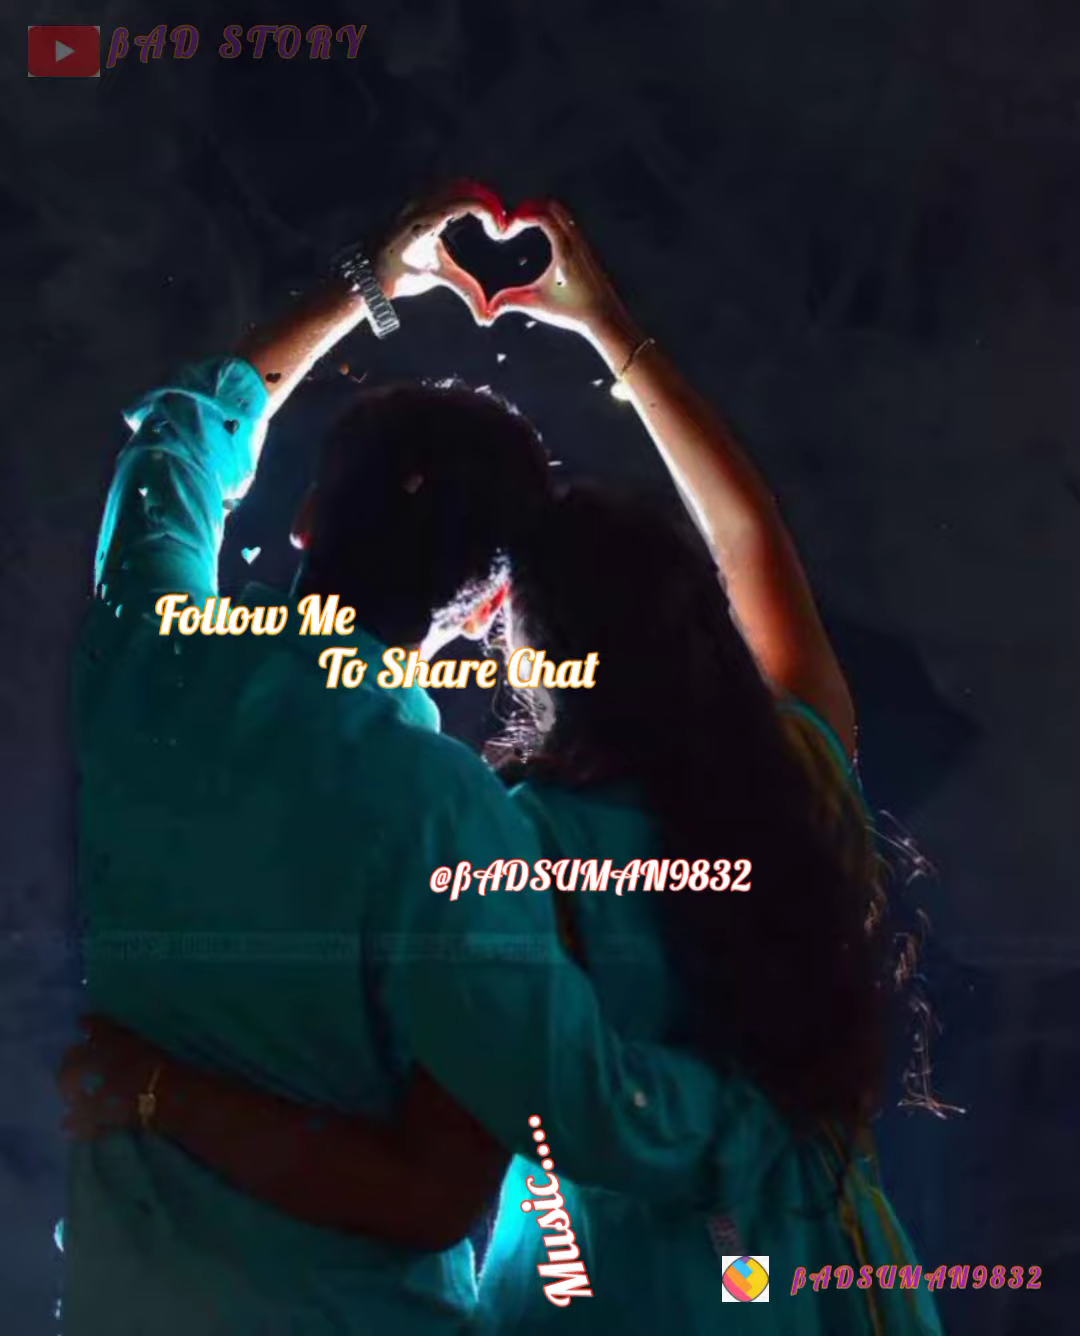 βAD STORY
Follow Me
To Share Chat
@βADSUMAN9832
Music....
βADSUMAN9832